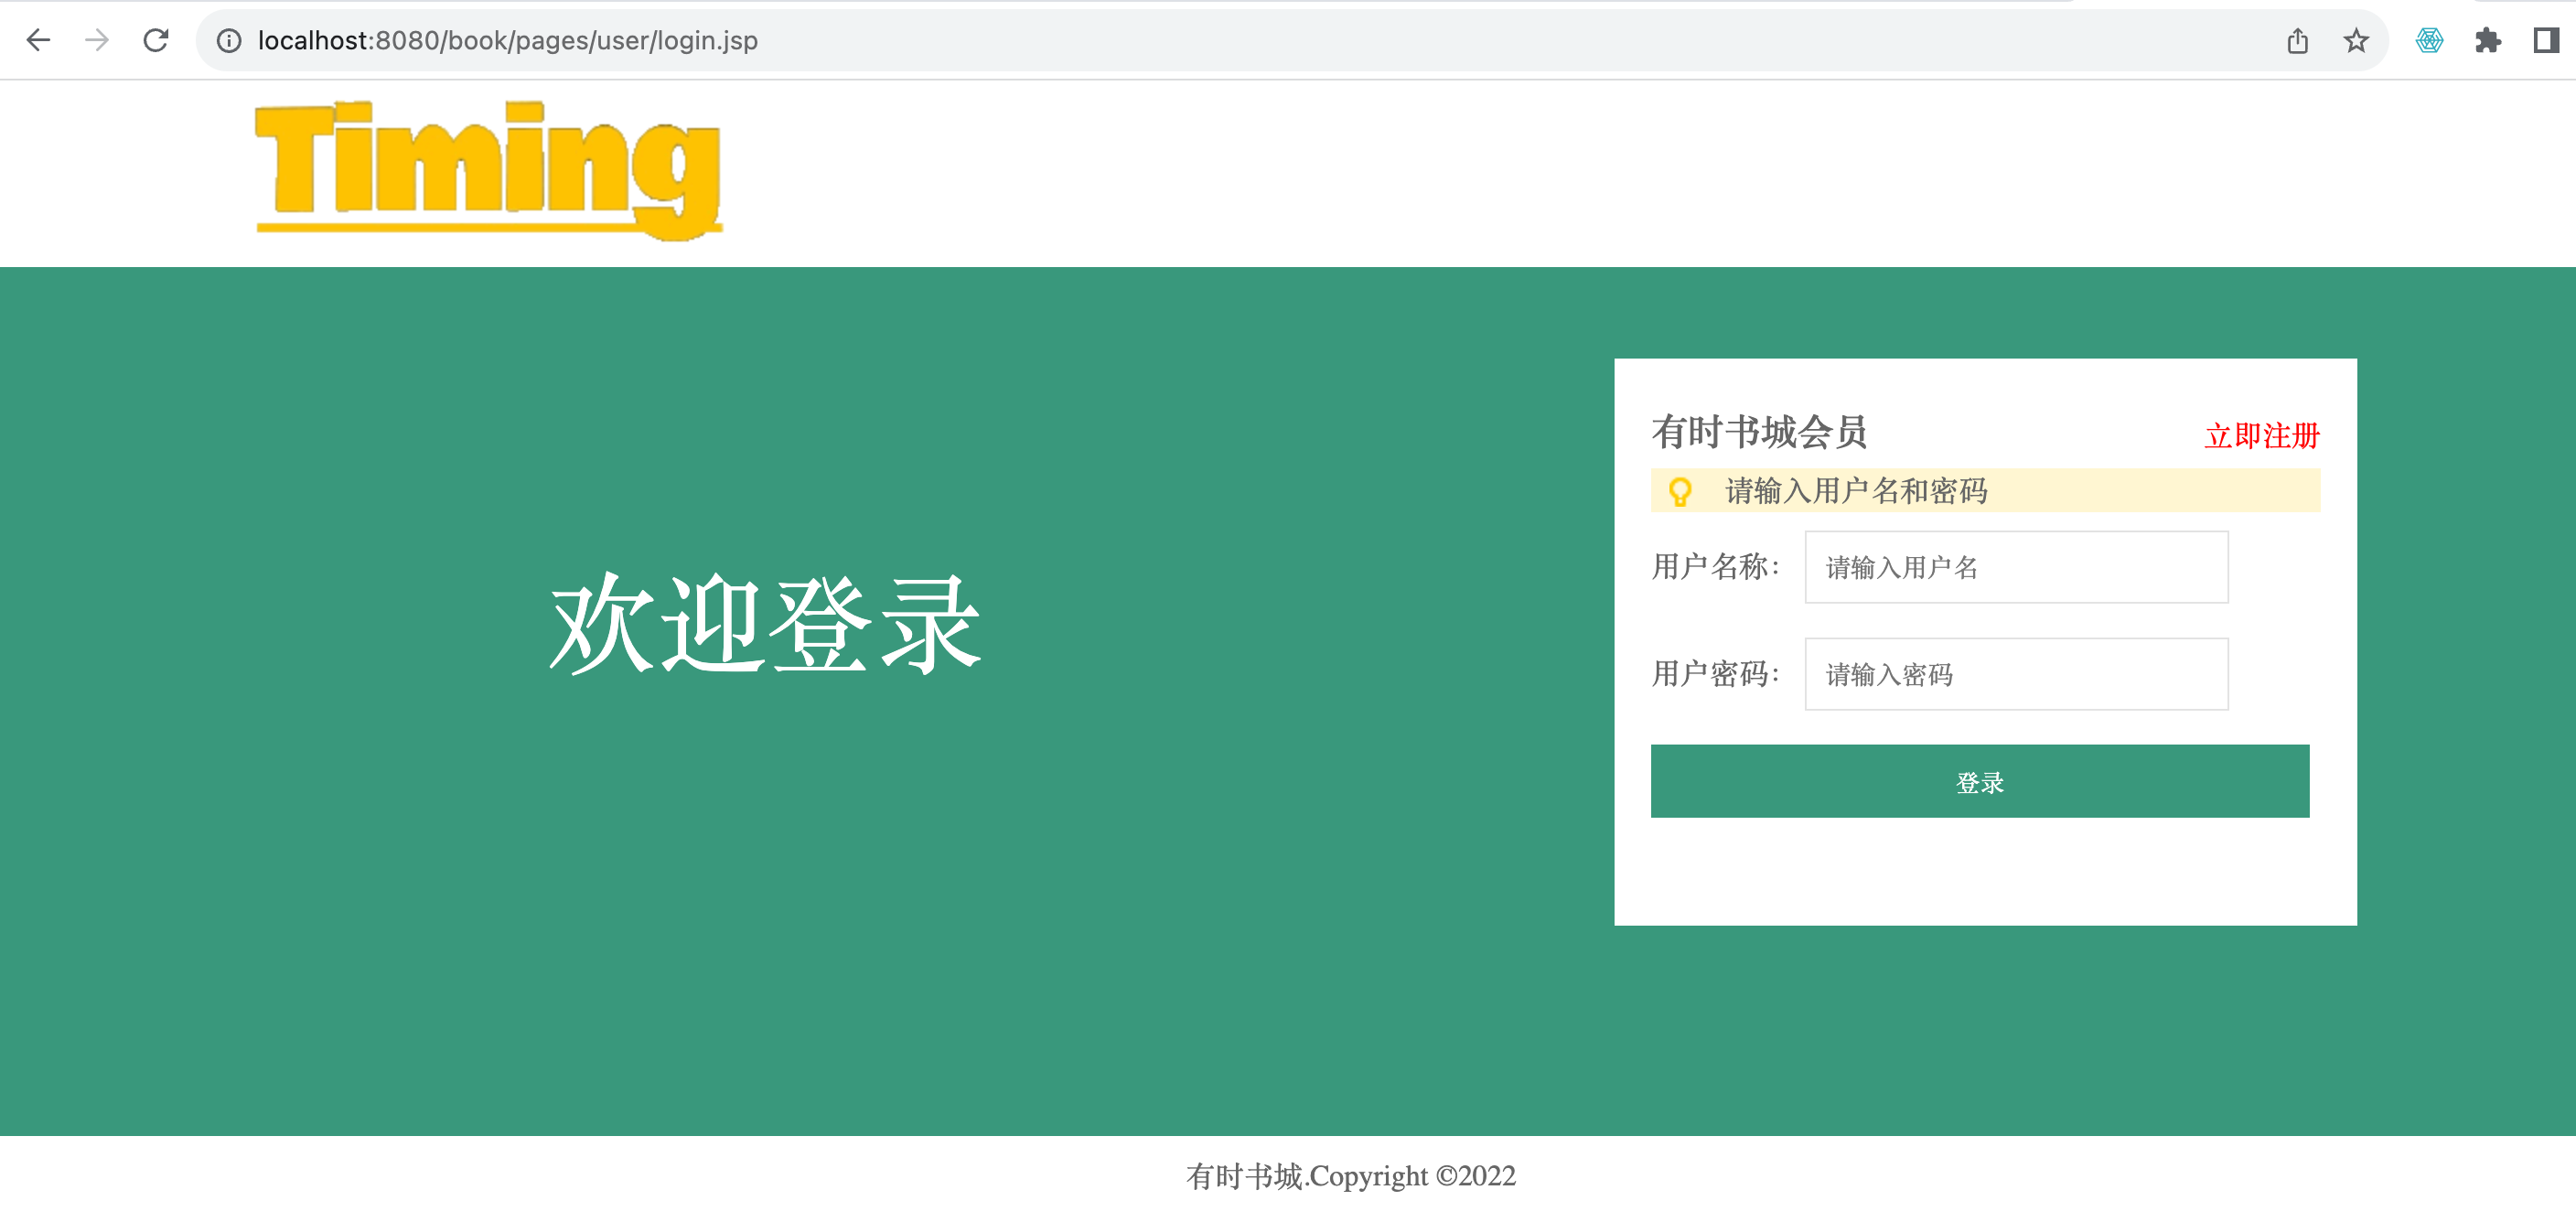 localhost:8080/book/pages/user/login.jsp
Timing
欢迎登录
有时书城会员
立即注册
请输入用户名和密码
用户名称：
请输入用户名
用户密码：
请输入密码
登录
有时书城.Copyright ©2022